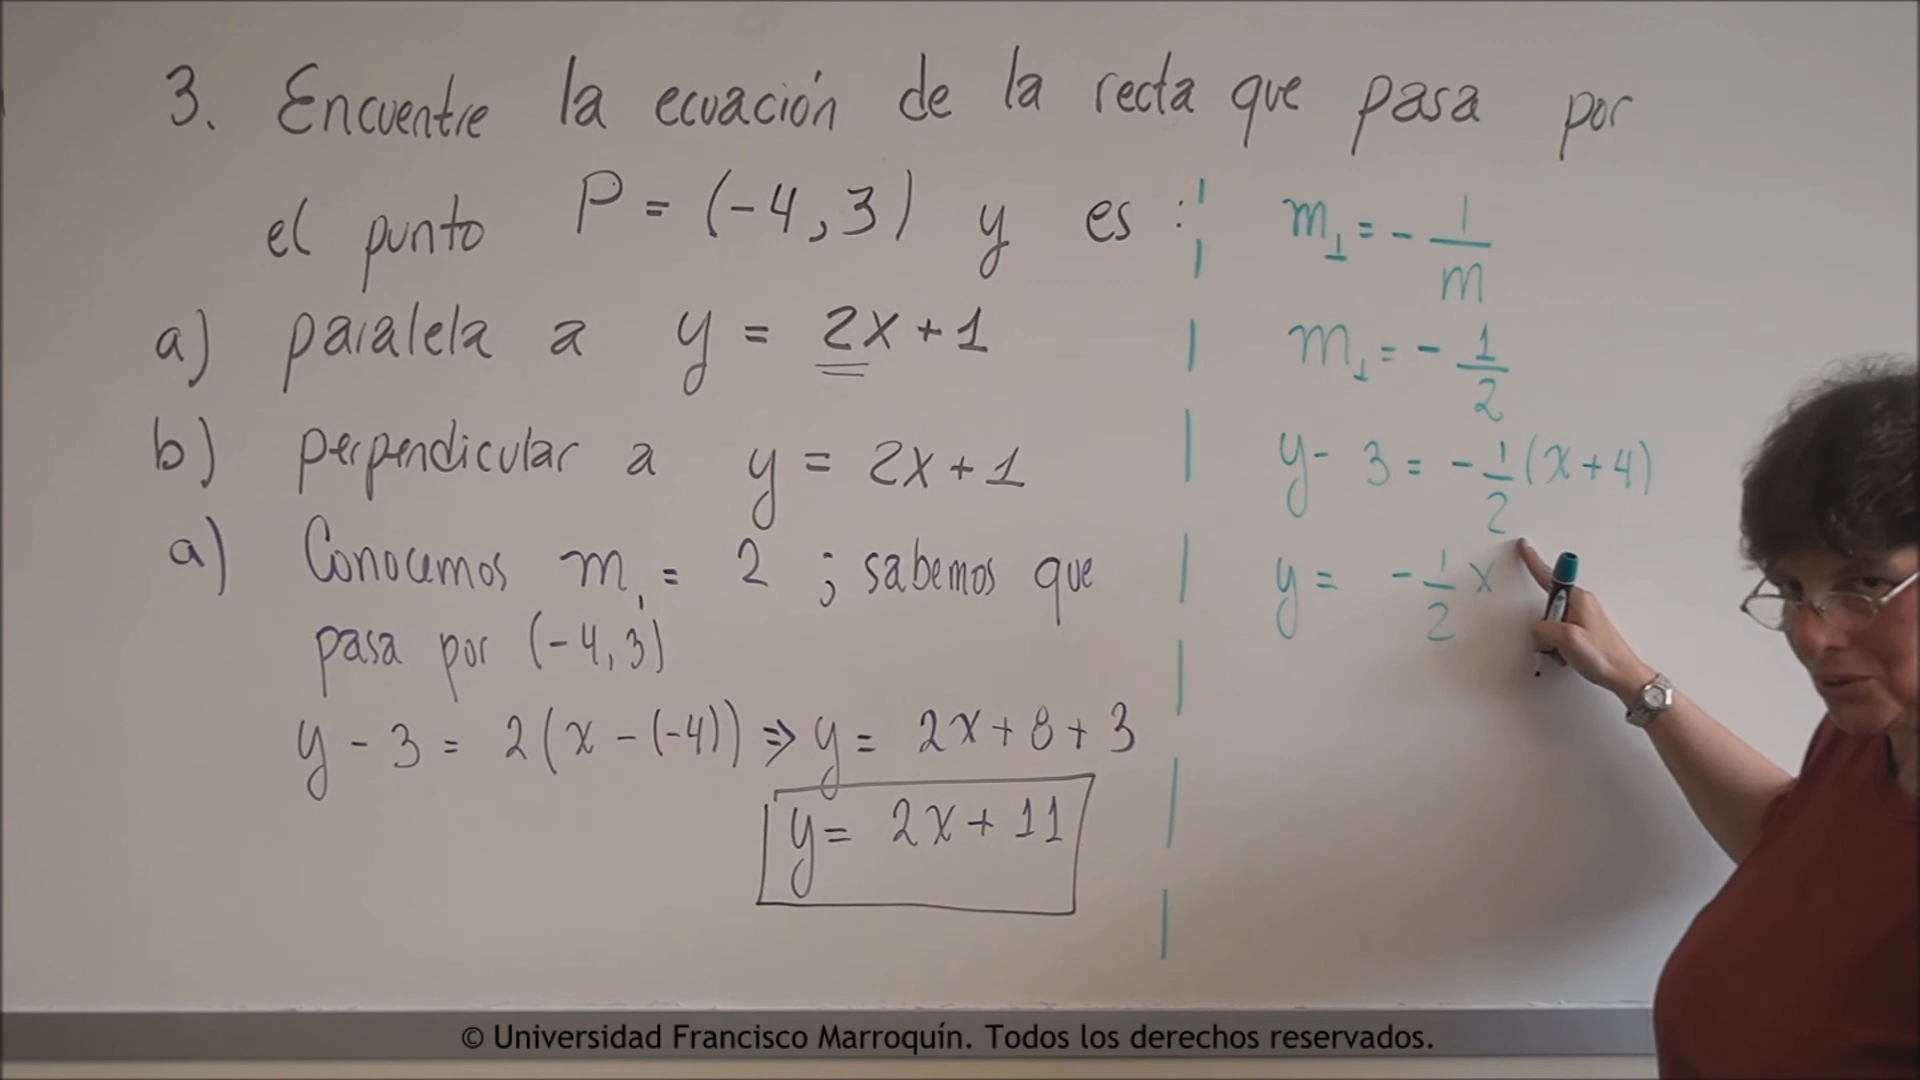 3. Encuentre la ecuación de la recta que pasa por
el punto P = (-4, 3) y es :
a) paralela a y = 2x + 1
b) perpendicular a y = 2x + 1
a) Conocemos m₁ = 2 ; sabemos que
pasa por (-4, 3)
y - 3 = 2(x - (-4)) => y = 2x + 8 + 3
y = 2x + 11
m⊥ = - 1/m
m⊥ = - 1/2
y - 3 = - 1/2 (x + 4)
y = - 1/2 x
© Universidad Francisco Marroquín. Todos los derechos reservados.